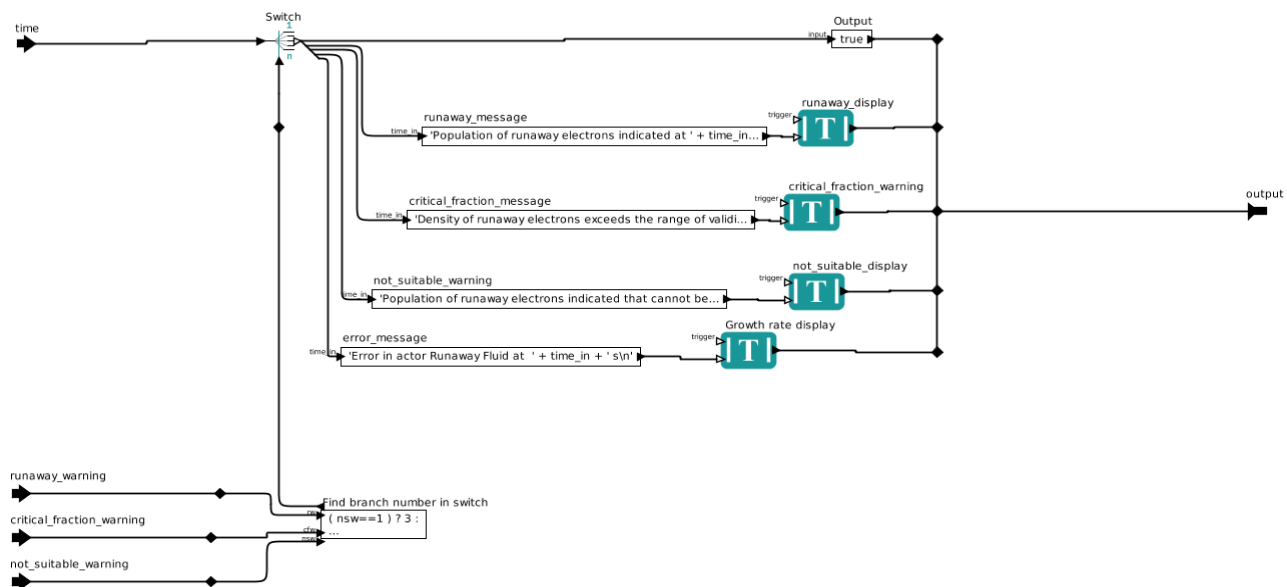 Switch
time
1
n
Output
input
true
runaway_display
trigger
T
runaway_message
time_in
'Population of runaway electrons indicated at ' + time_in...
critical_fraction_warning
trigger
T
critical_fraction_message
time_in
'Density of runaway electrons exceeds the range of validi...
output
not_suitable_display
trigger
T
not_suitable_warning
time_in
'Population of runaway electrons indicated that cannot be...
Growth rate display
trigger
T
error_message
time_in
'Error in actor Runaway Fluid at  ' + time_in + ' s\n'
runaway_warning
Find branch number in switch
rw
( nsw==1 ) ? 3 :
critical_fraction_warning
cfw
...
nsw
not_suitable_warning